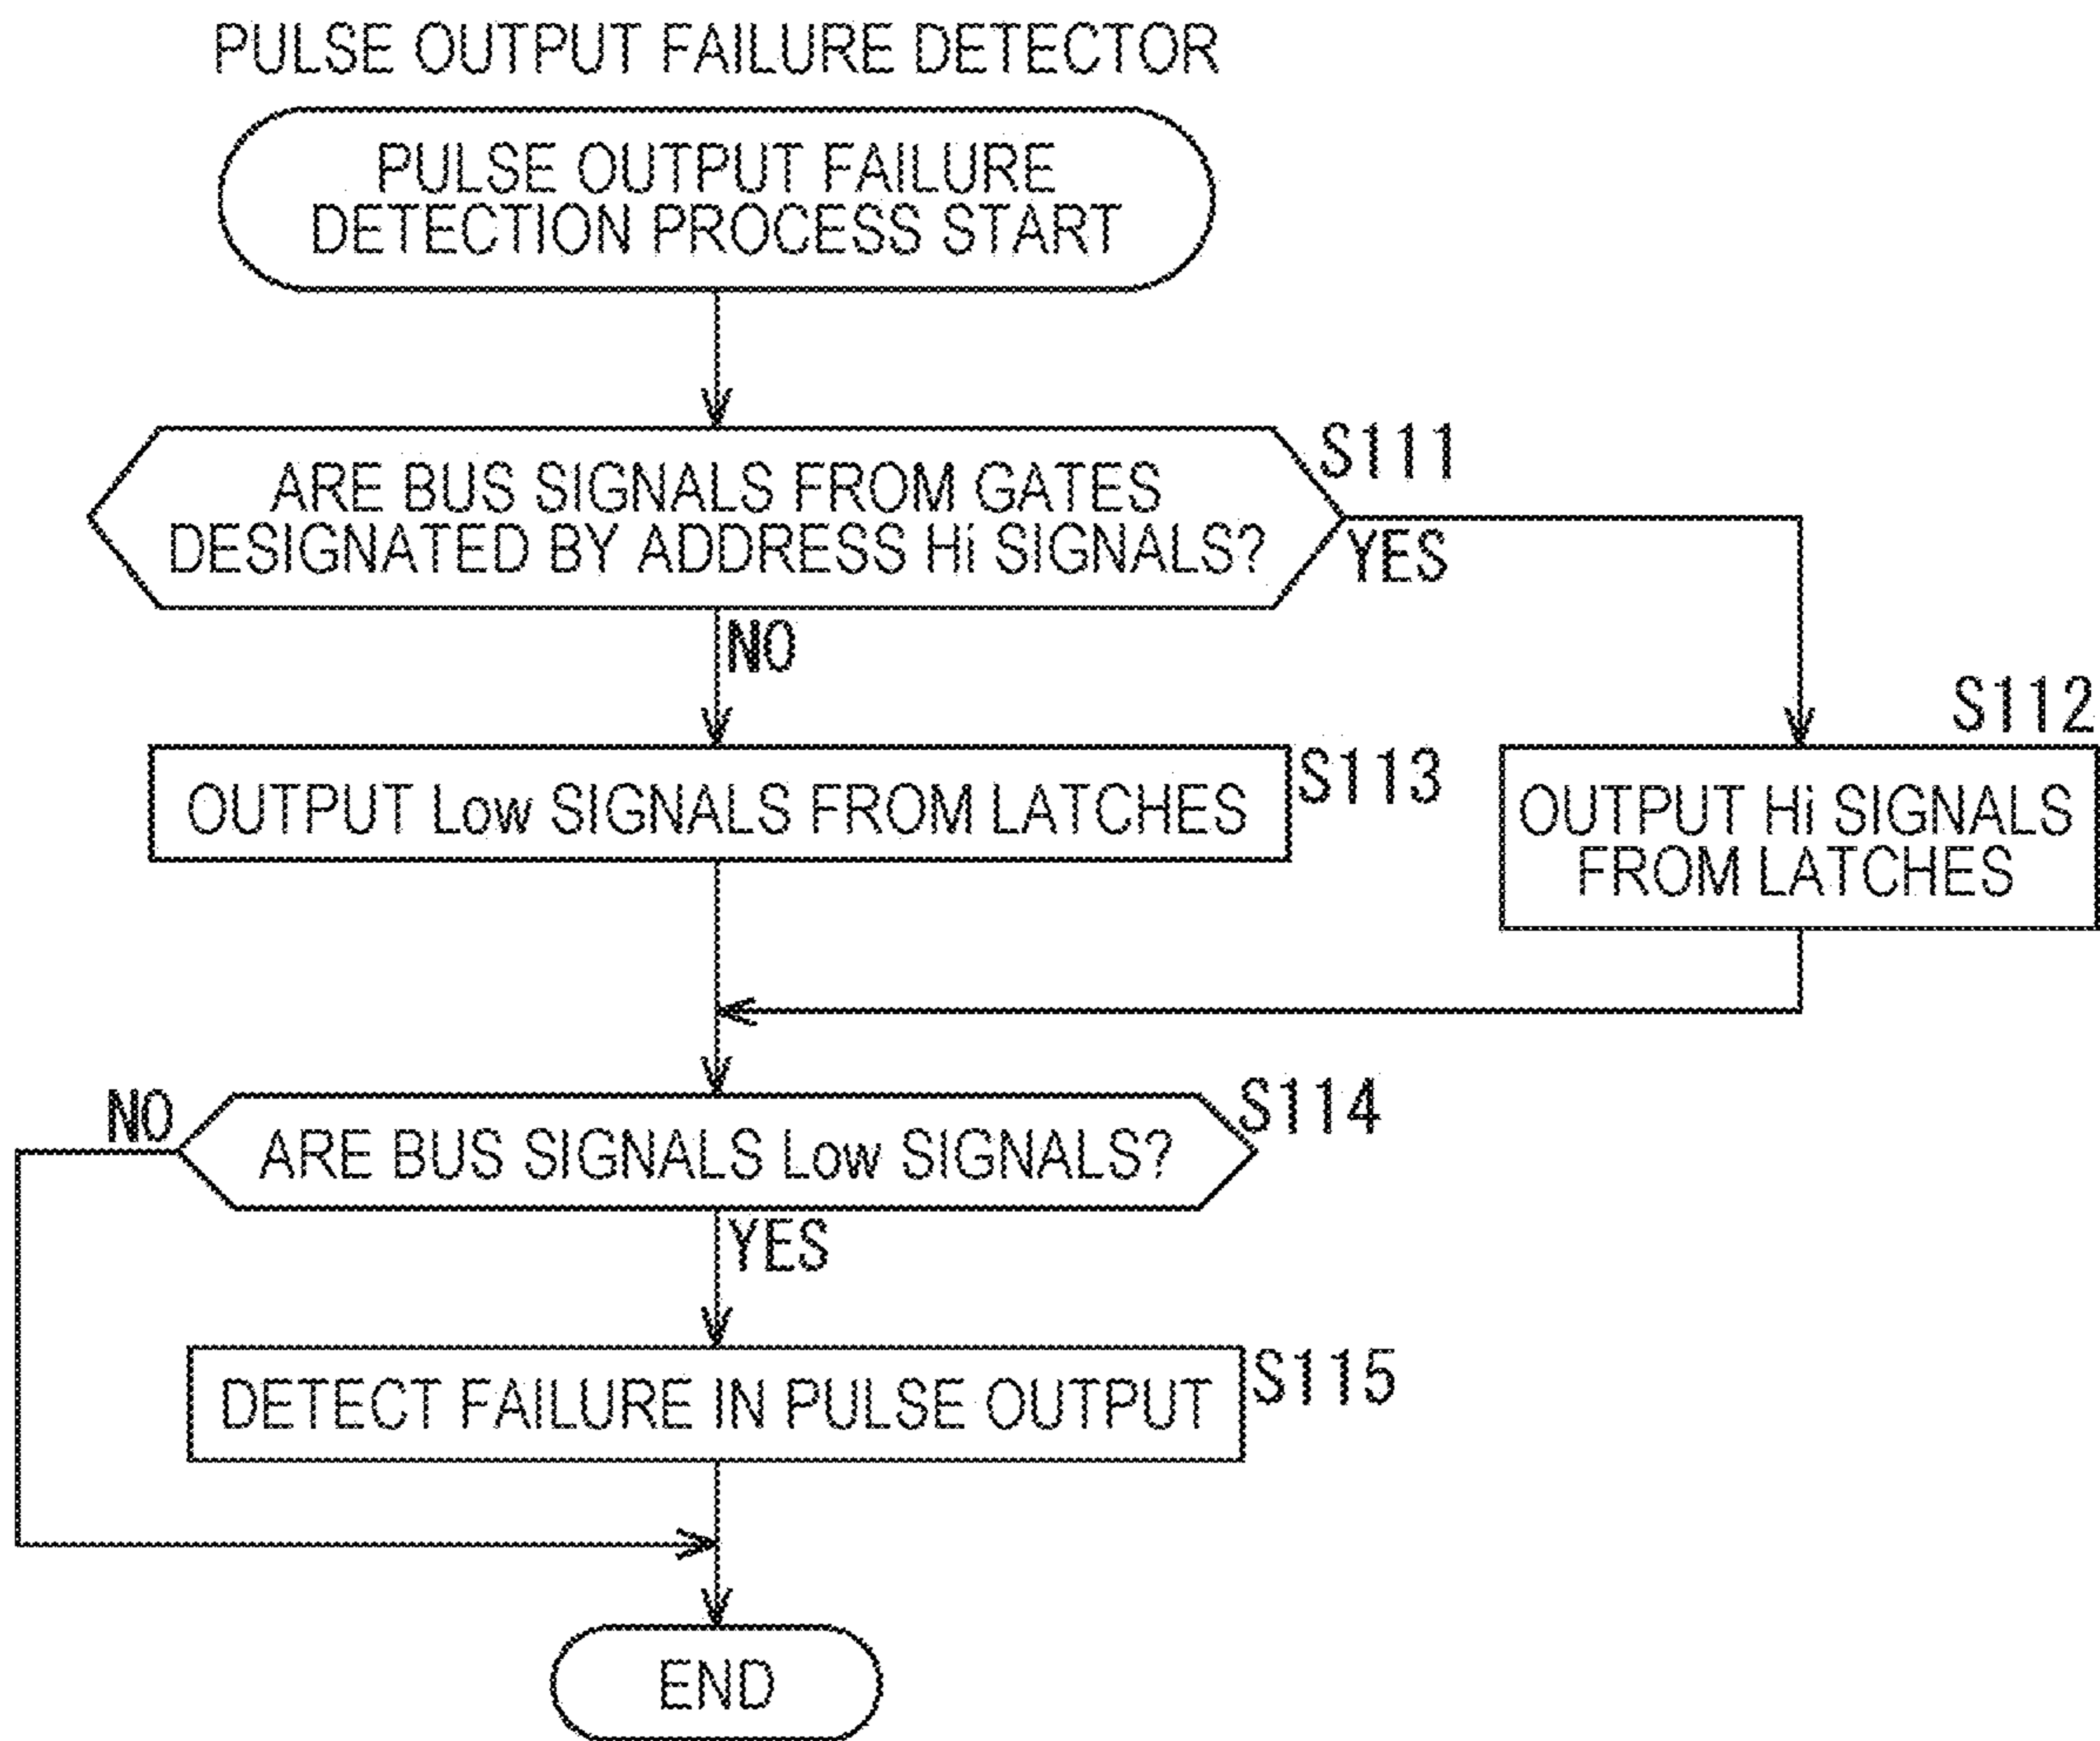 PULSE OUTPUT FAILURE DETECTOR
PULSE OUTPUT FAILURE
DETECTION PROCESS START
S111
ARE BUS SIGNALS FROM GATES
DESIGNATED BY ADDRESS Hi SIGNALS?
YES
NO
S112
S113
OUTPUT Low SIGNALS FROM LATCHES
OUTPUT Hi SIGNALS
FROM LATCHES
NO
S114
ARE BUS SIGNALS Low SIGNALS?
YES
S115
DETECT FAILURE IN PULSE OUTPUT
END